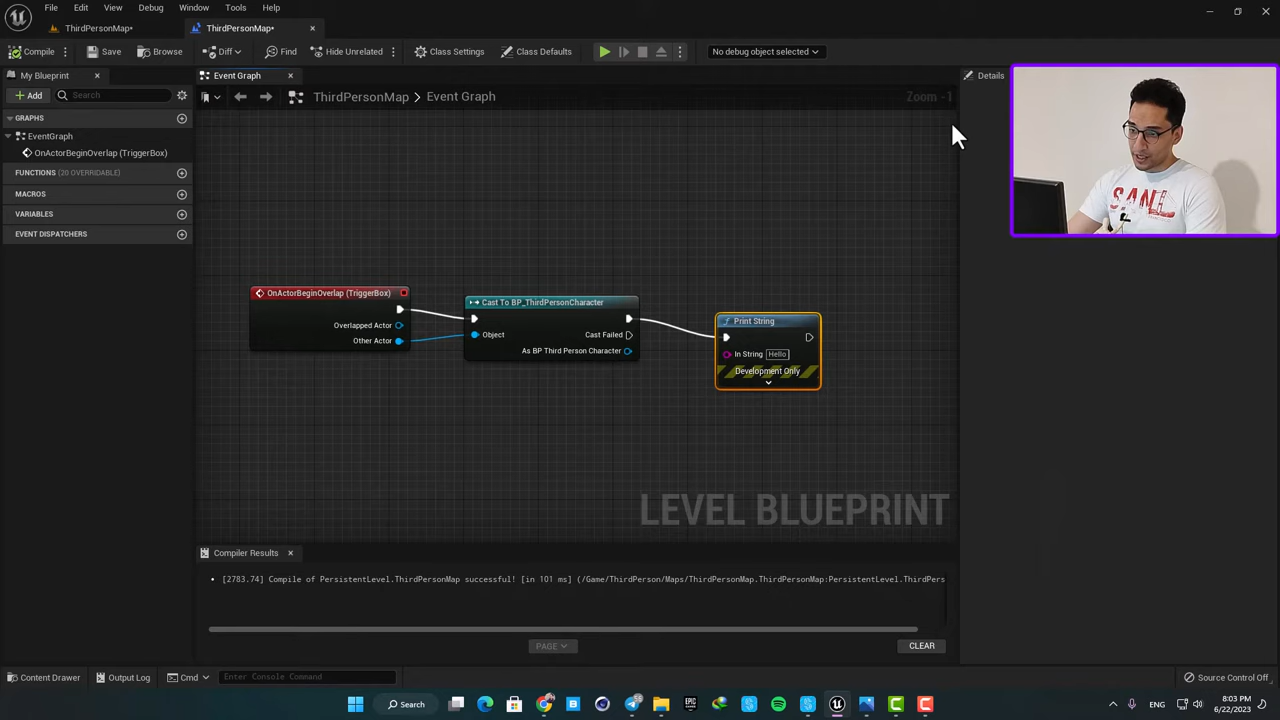 File Edit Asset View Debug Window Tools Help
ThirdPersonMap*
ThirdPersonMap*
Compile
Save
Browse
Diff
Find
Hide Unrelated
Class Settings
Class Defaults
No debug object selected
My Blueprint
Event Graph
Details
Add
Search
ThirdPersonMap > Event Graph
Zoom -1
GRAPHS
EventGraph
OnActorBeginOverlap (TriggerBox)
FUNCTIONS (20 OVERRIDABLE)
MACROS
VARIABLES
EVENT DISPATCHERS
OnActorBeginOverlap (TriggerBox)
Overlapped Actor
Other Actor
Cast To BP_ThirdPersonCharacter
Object
Cast Failed
As BP Third Person Character
Print String
In String Hello
Development Only
LEVEL BLUEPRINT
Compiler Results
[2783.74] Compile of PersistentLevel.ThirdPersonMap successful! [in 101 ms] (/Game/ThirdPerson/Maps/ThirdPersonMap.ThirdPersonMap:PersistentLevel.ThirdPers
PAGE
CLEAR
Content Drawer
Output Log
Cmd
Enter Console Command
Source Control Off
Search
EPIC
ENG
8:03 PM
6/22/2023